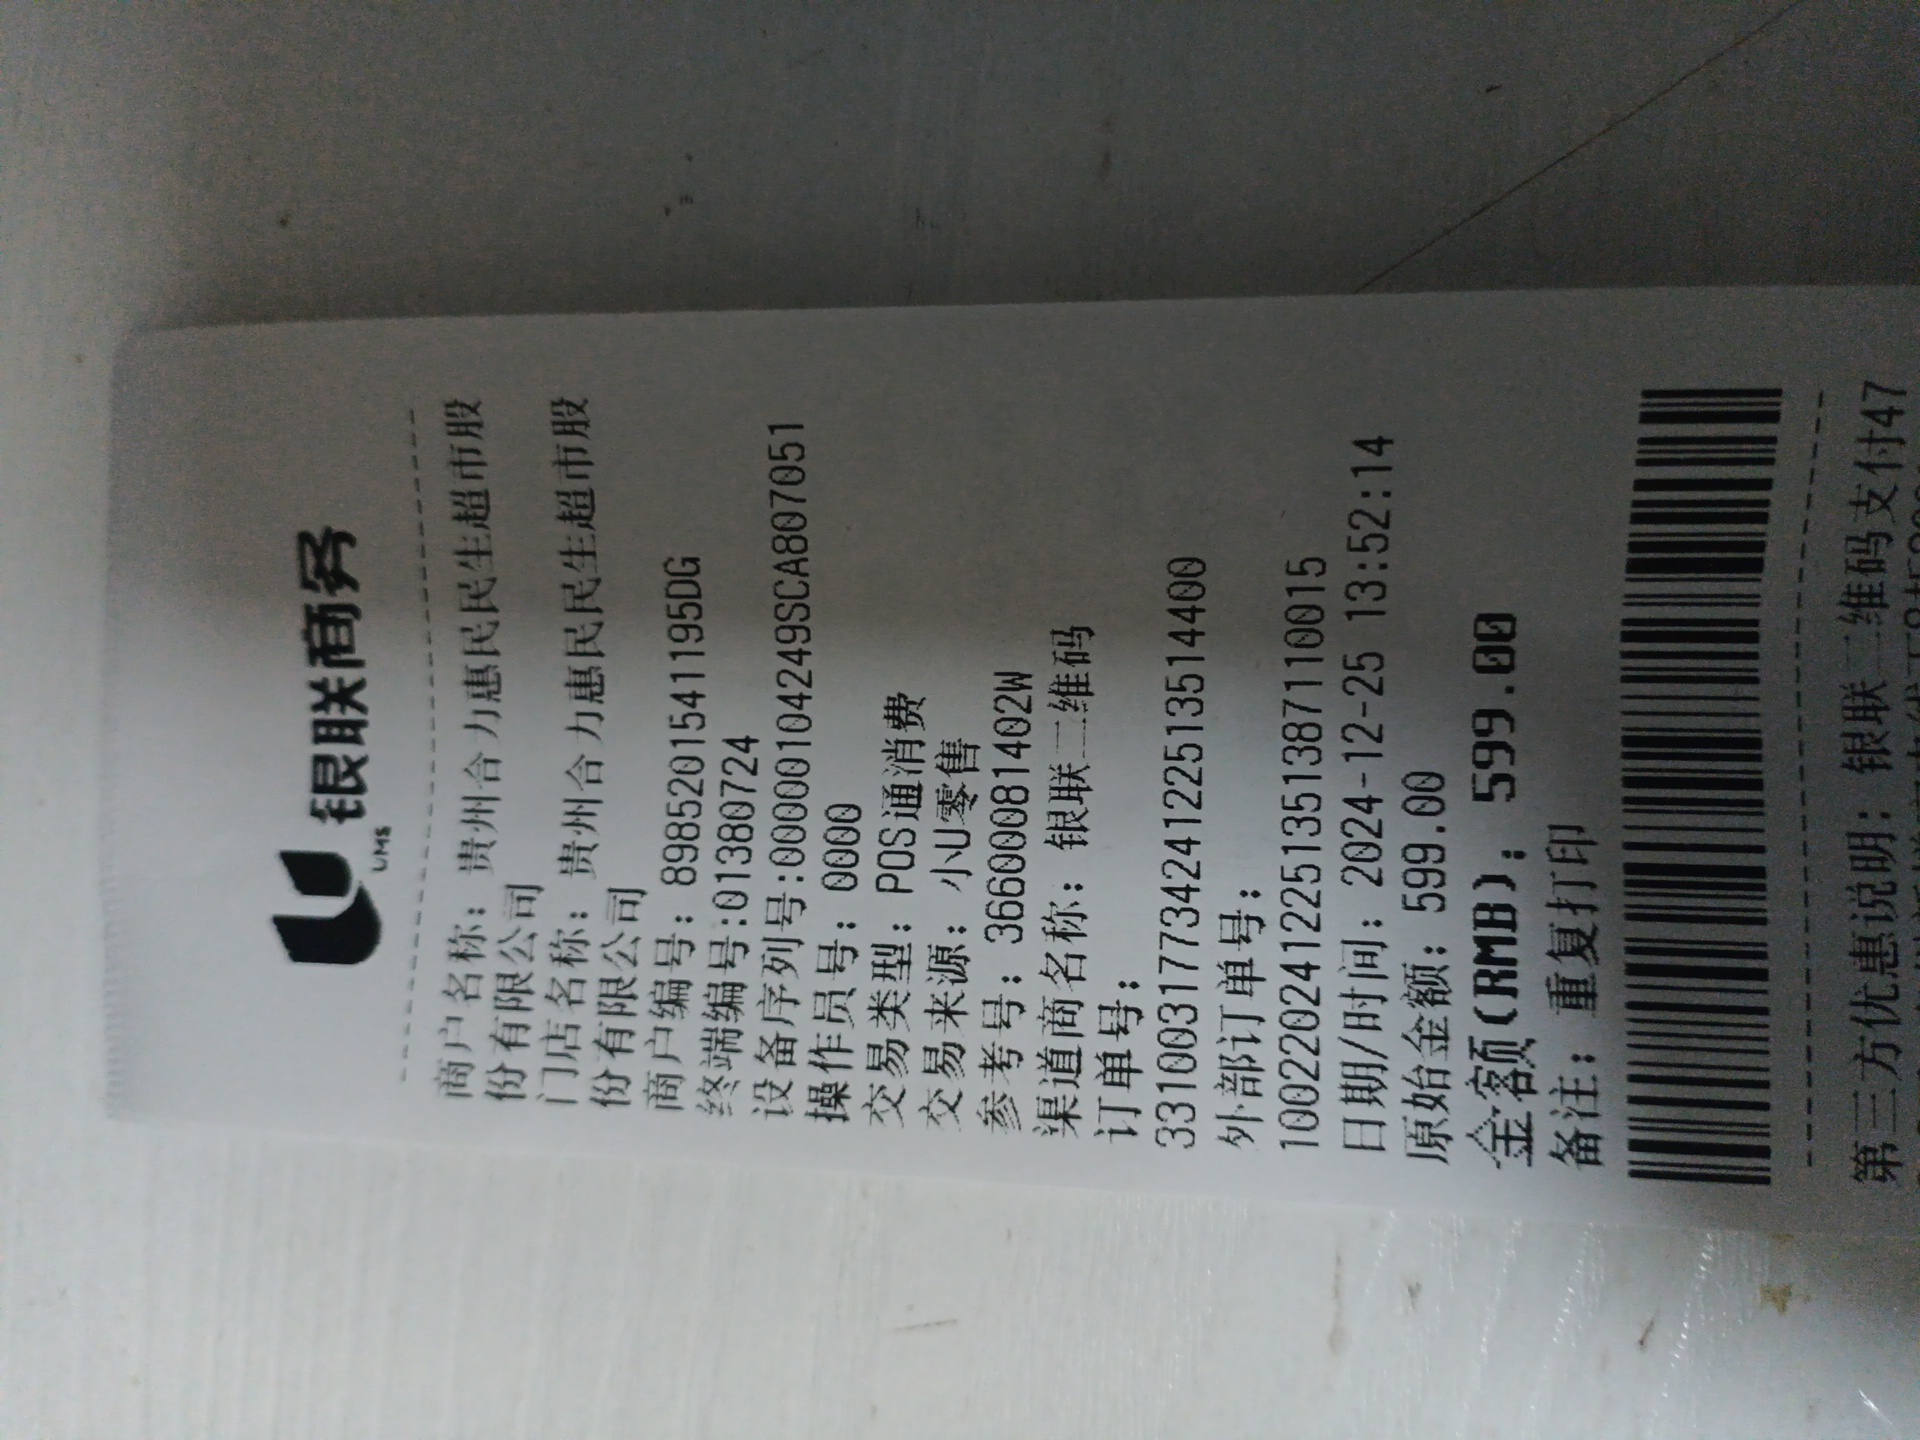 银联商务
UMS
商户名称: 贵州合力惠民民生超市股
份有限公司
门店名称: 贵州合力惠民民生超市股
份有限公司
商户编号: 8985201541195DG
终端编号:01380724
设备序列号:00000104249SCA807051
操作员号: 0000
交易类型: POS通消费
交易来源: 小U零售
参考号: 36600081402W
渠道商名称: 银联二维码
订单号:
33100317734241225135514400
外部订单号:
1002202412251351387110015
日期/时间: 2024-12-25 13:52:14
原始金额: 599.00
金额(RMB): 599.00
备注: 重复打印
第三方优惠说明: 银联二维码支付47